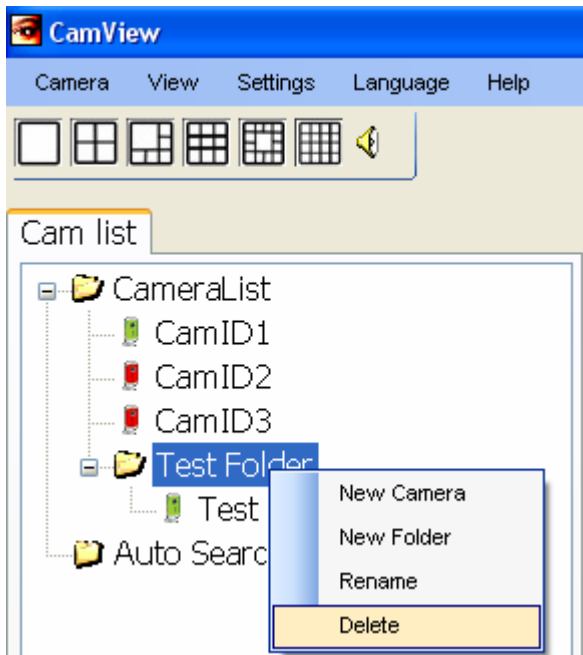 CamView
Camera View Settings Language Help
Cam list
CameraList
CamID1
CamID2
CamID3
Test Folder
New Camera
Test
New Folder
Auto Searc
Rename
Delete